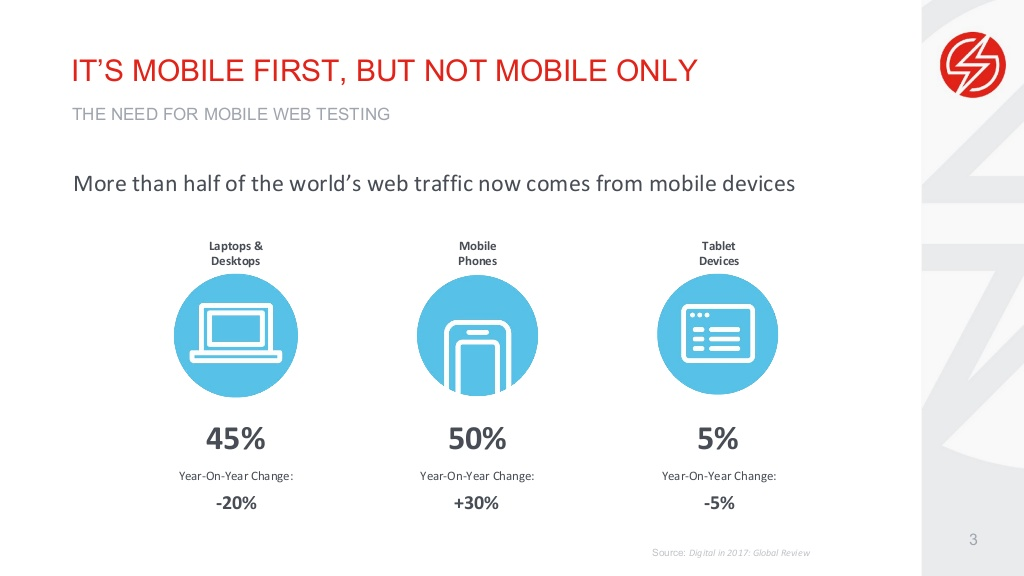 IT’S MOBILE FIRST, BUT NOT MOBILE ONLY
THE NEED FOR MOBILE WEB TESTING
More than half of the world’s web traffic now comes from mobile devices
Laptops &
Desktops
Mobile
Phones
Tablet
Devices
45%
50%
5%
Year-On-Year Change:
Year-On-Year Change:
Year-On-Year Change:
-20%
+30%
-5%
Source: Digital in 2017: Global Review
3